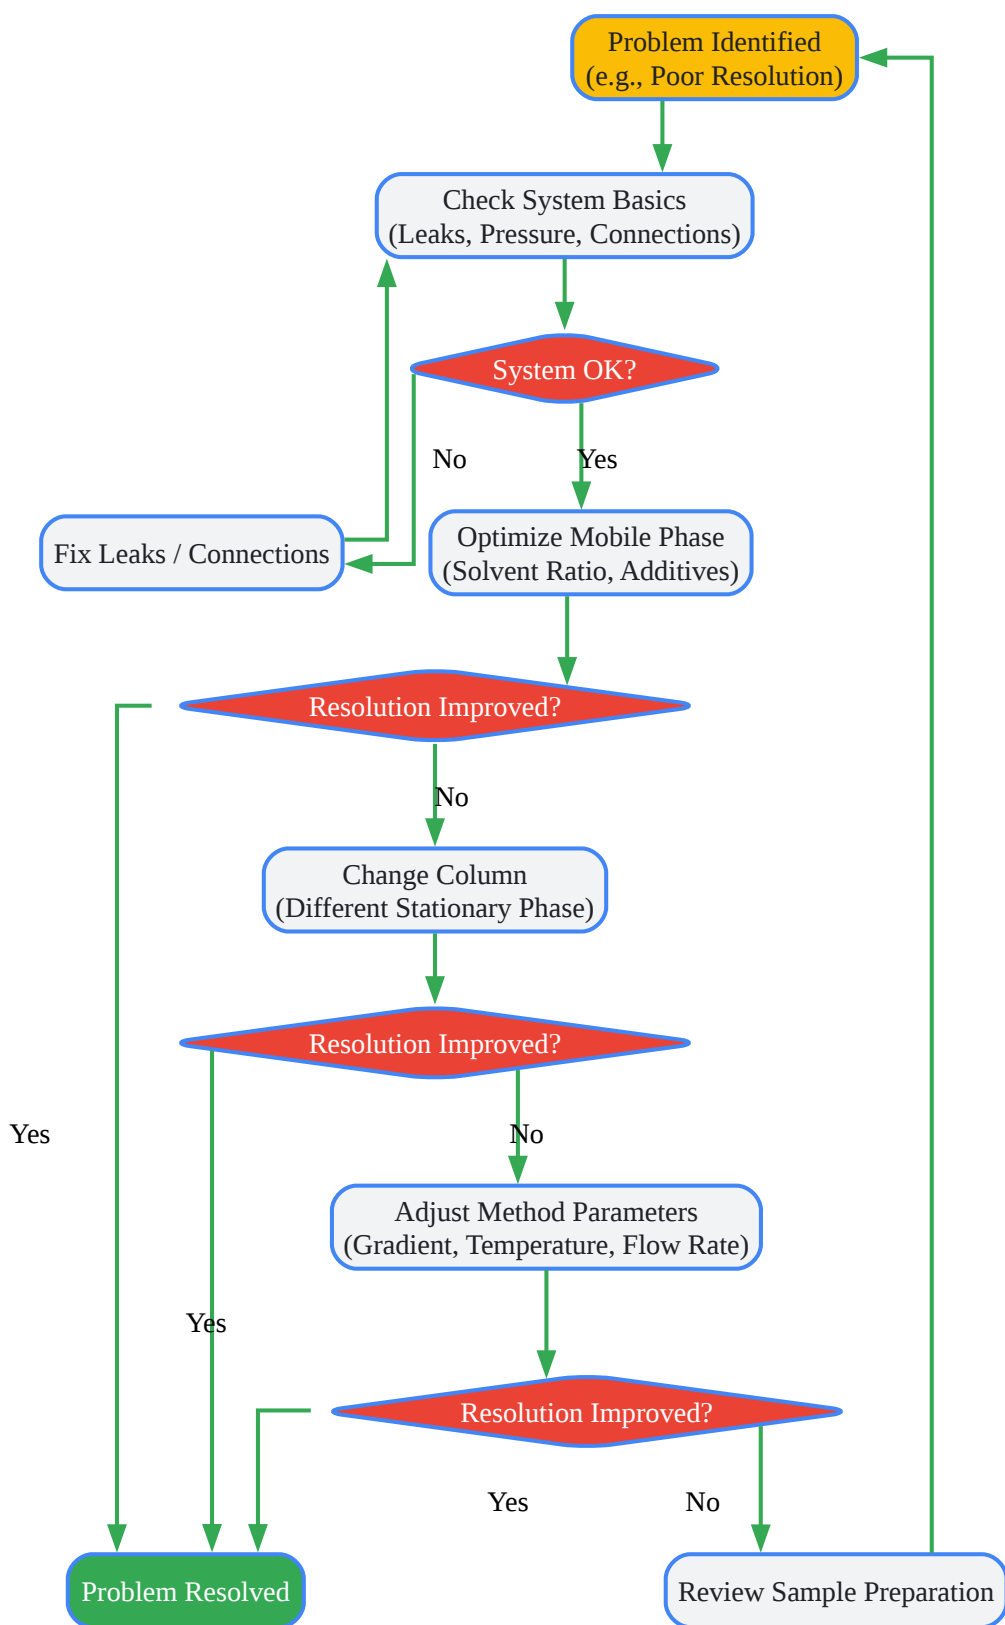 Problem Identified
(e.g., Poor Resolution)
Check System Basics
(Leaks, Pressure, Connections)
System OK?
No
Yes
Fix Leaks / Connections
Optimize Mobile Phase
(Solvent Ratio, Additives)
Resolution Improved?
No
Change Column
(Different Stationary Phase)
Resolution Improved?
Yes
No
Adjust Method Parameters
(Gradient, Temperature, Flow Rate)
Yes
Resolution Improved?
Yes
No
Problem Resolved
Review Sample Preparation